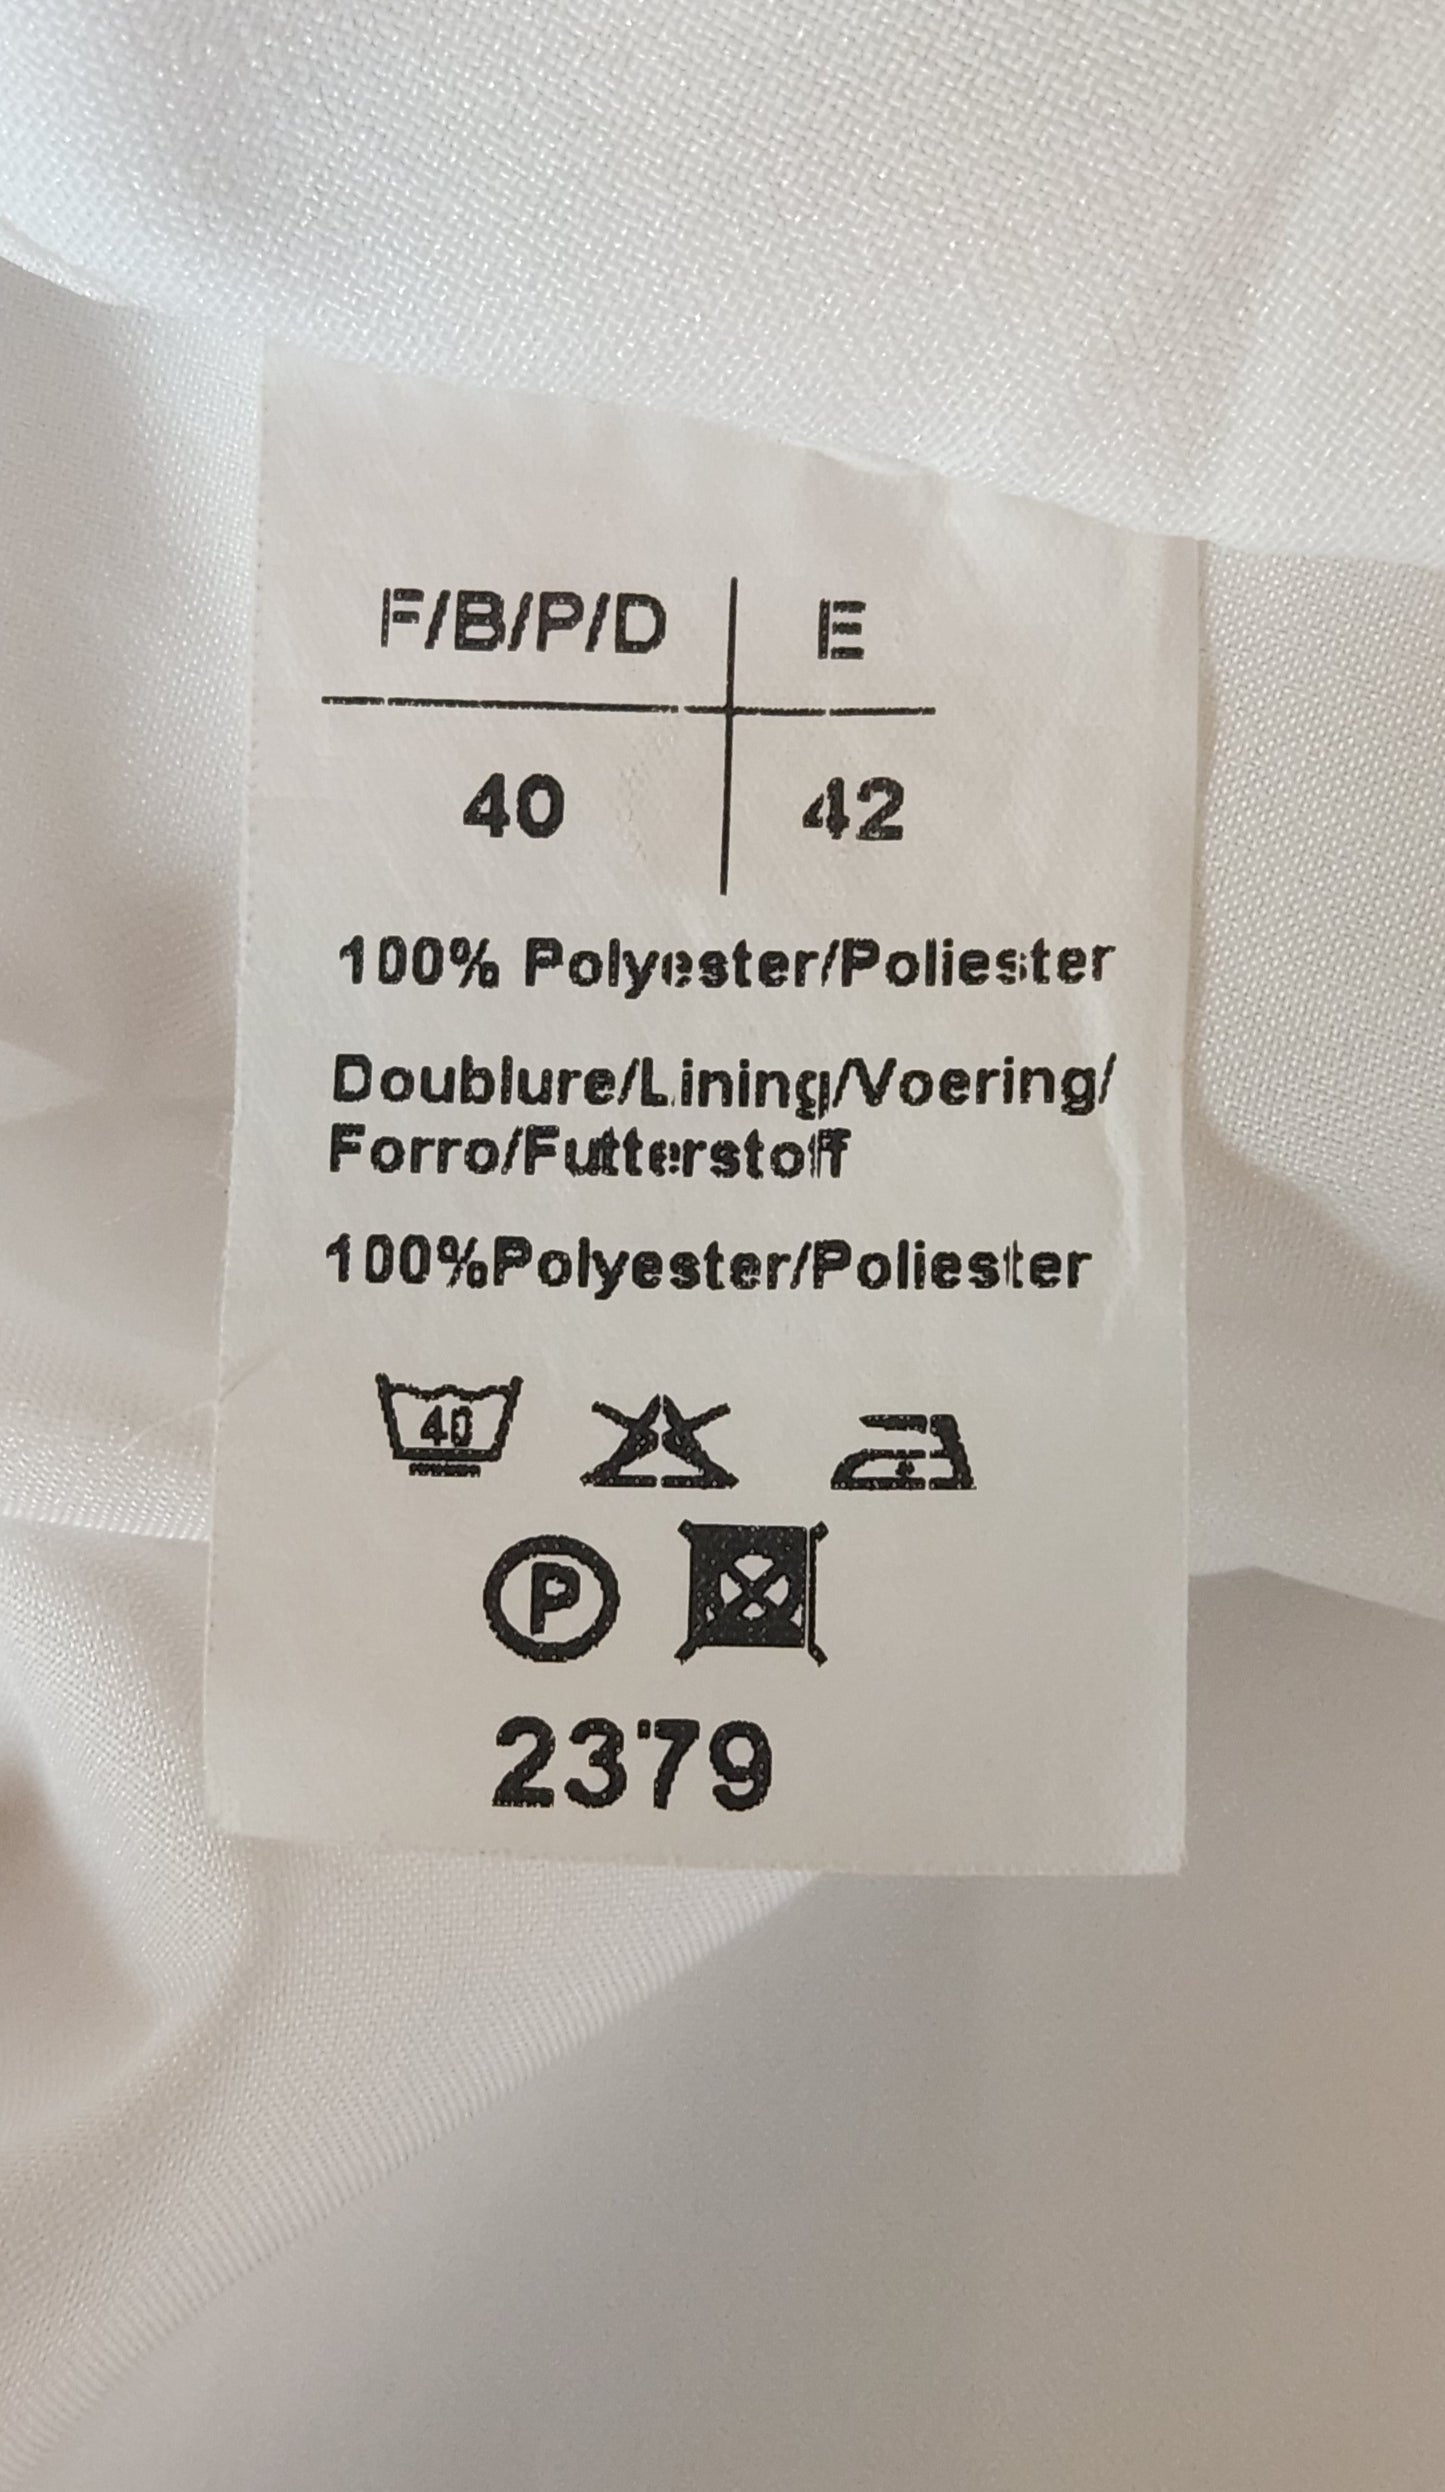 F/B/P/D E
40 42
100% Polyester/Poliester
Doublure/Lining/Voering/
Forro/Futterstoff
100%Polyester/Poliester
40
P
2379